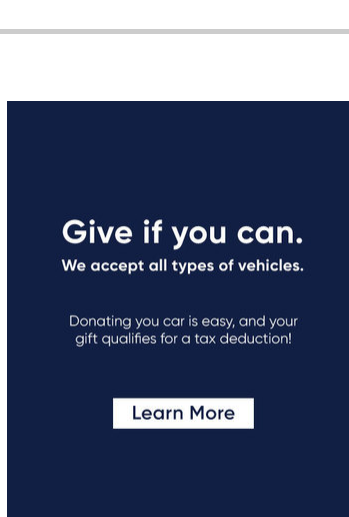 Give if you can.
We accept all types of vehicles.
Donating you car is easy, and your
gift qualifies for a tax deduction!
Learn More